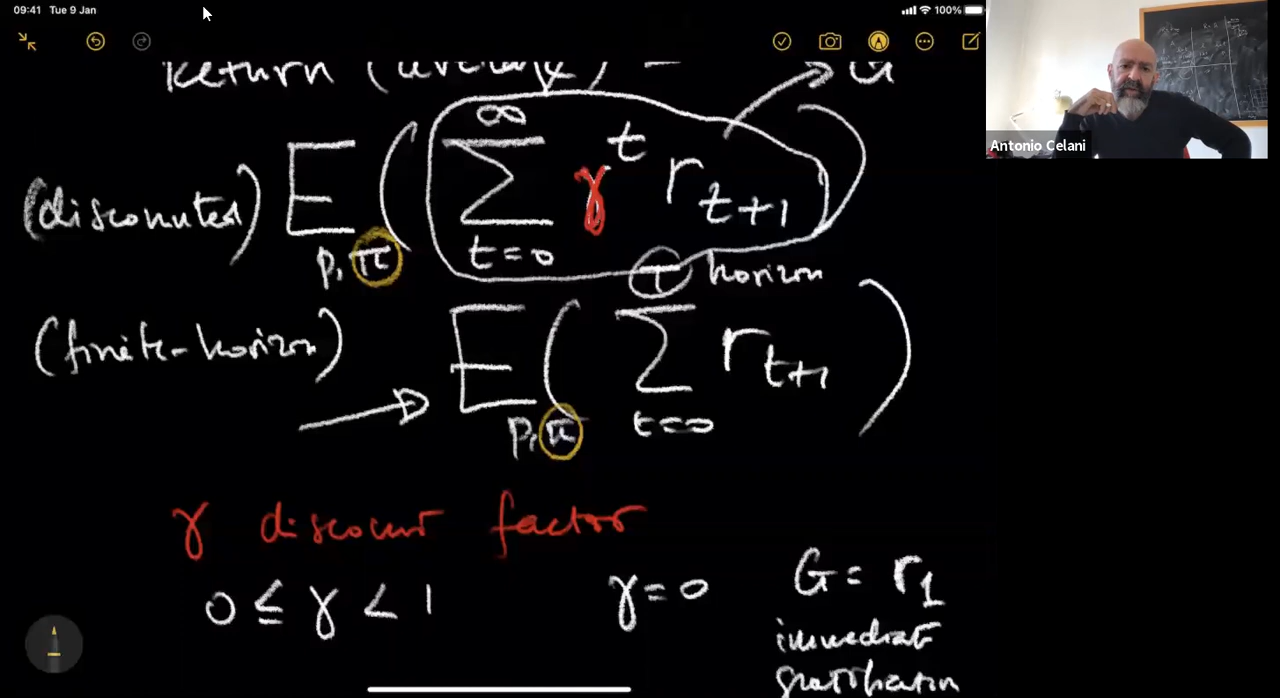 09:41 Tue 9 Jan
100%
Antonio Celani
Return (average) = G
(discounted) E p,π ( ∑ t=0 ∞ γ^t r_{t+1} )
T horizon
(finite-horizon) E p,π ( ∑ t=0 r_{t+1} )
γ discount factor
0 ≤ γ < 1 γ=0 G = r_1
immediate
gratification